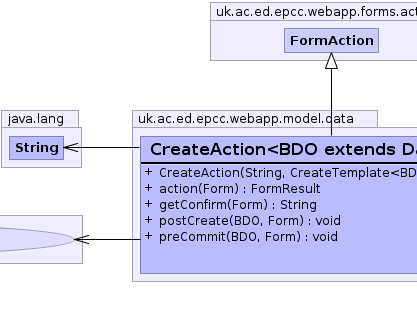 uk.ac.ed.epcc.webapp.forms.act
FormAction
java.lang
String
uk.ac.ed.epcc.webapp.model.data
CreateAction<BDO extends Da
+ CreateAction(String, CreateTemplate<BD
+ action(Form) : FormResult
+ getConfirm(Form) : String
+ postCreate(BDO, Form) : void
+ preCommit(BDO, Form) : void